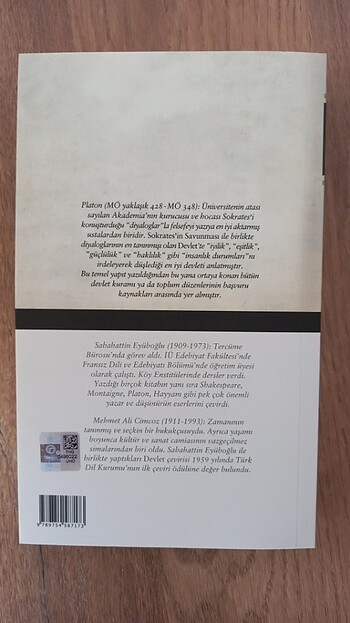 Platon (MÖ yaklaşık 428 - MÖ 348): Üniversitenin atası
sayılan Akademia'nın kurucusu ve hocası Sokrates'i
konuşturduğu "diyaloglar"la felsefeyi yazıya en iyi aktarmış
ustalardan biridir. Sokrates'in Savunması ile birlikte
diyaloglarının en tanınmışı olan Devlet'te "iyilik", "eşitlik",
"güçlülük" ve "haklılık" gibi "insanlık durumları"nı
irdeleyerek düşlediği en iyi devleti anlatmıştır.
Bu temel yapıt yazıldığından bu yana ortaya konan bütün
devlet kuramı ya da toplum düzenlerinin başvuru
kaynakları arasında yer almıştır.
Sabahattin Eyüboğlu (1909-1973): Tercüme
Bürosu'nda görev aldı. İÜ Edebiyat Fakültesi'nde
Fransız Dili ve Edebiyatı Bölümü'nde öğretim üyesi
olarak çalıştı. Köy Enstitülerinde dersler verdi.
Yazdığı birçok kitabın yanı sıra Shakespeare,
Montaigne, Platon, Hayyam gibi pek çok önemli
yazar ve düşünürün eserlerini çevirdi.
Mehmet Ali Cimcoz (1911-1993): Zamanının
tanınmış ve seçkin bir hukukçusuydu. Ayrıca yaşamı
boyunca kültür ve sanat camiasının vazgeçilmez
simalarından biri oldu. Sabahattin Eyüboğlu ile
birlikte yaptıkları Devlet çevirisi 1959 yılında Türk
Dil Kurumu'nun ilk çeviri ödülüne değer bulundu.
9 789754 587173